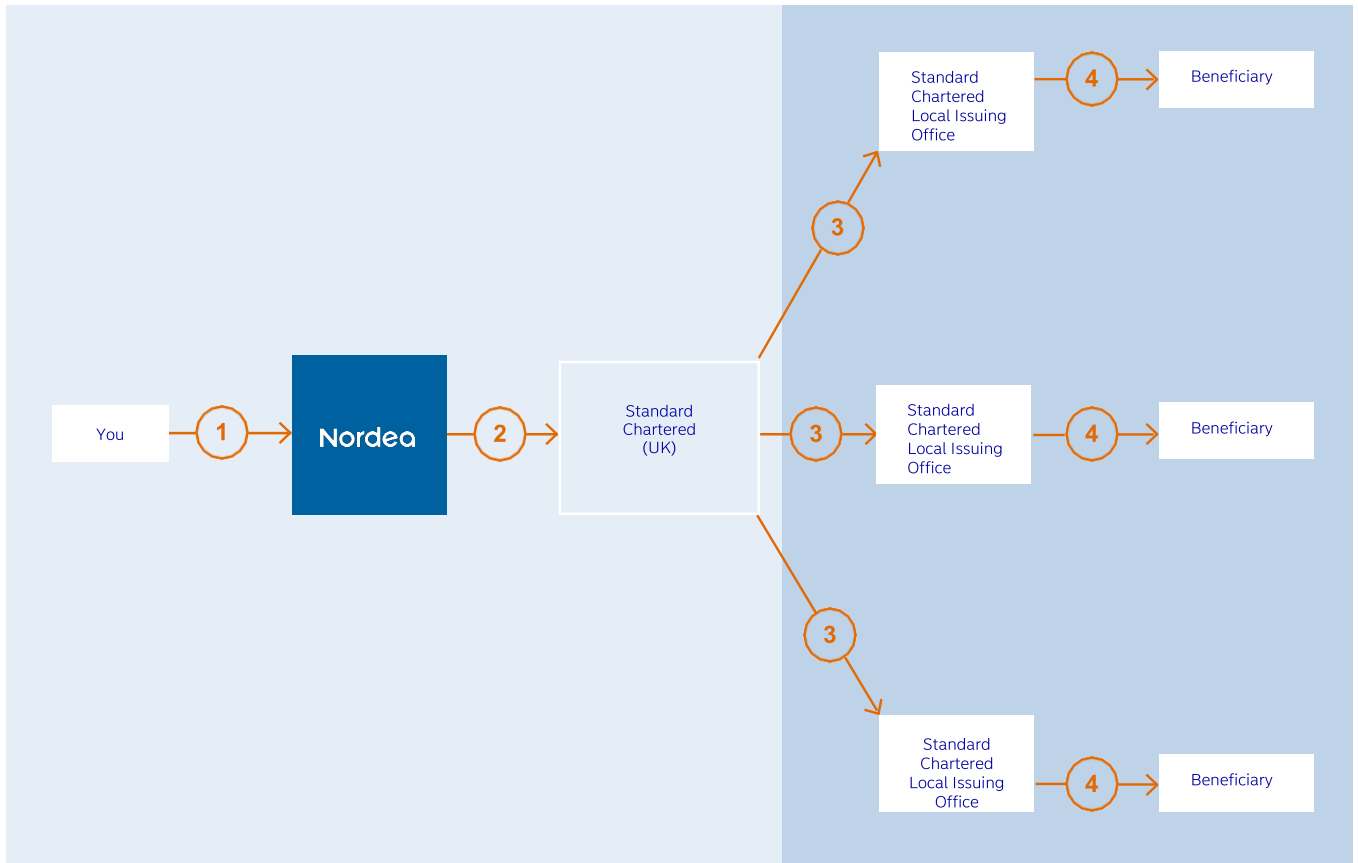 You
1
Nordea
2
Standard
Chartered
(UK)
3
Standard
Chartered
Local Issuing
Office
4
Beneficiary
3
Standard
Chartered
Local Issuing
Office
4
Beneficiary
3
Standard
Chartered
Local Issuing
Office
4
Beneficiary